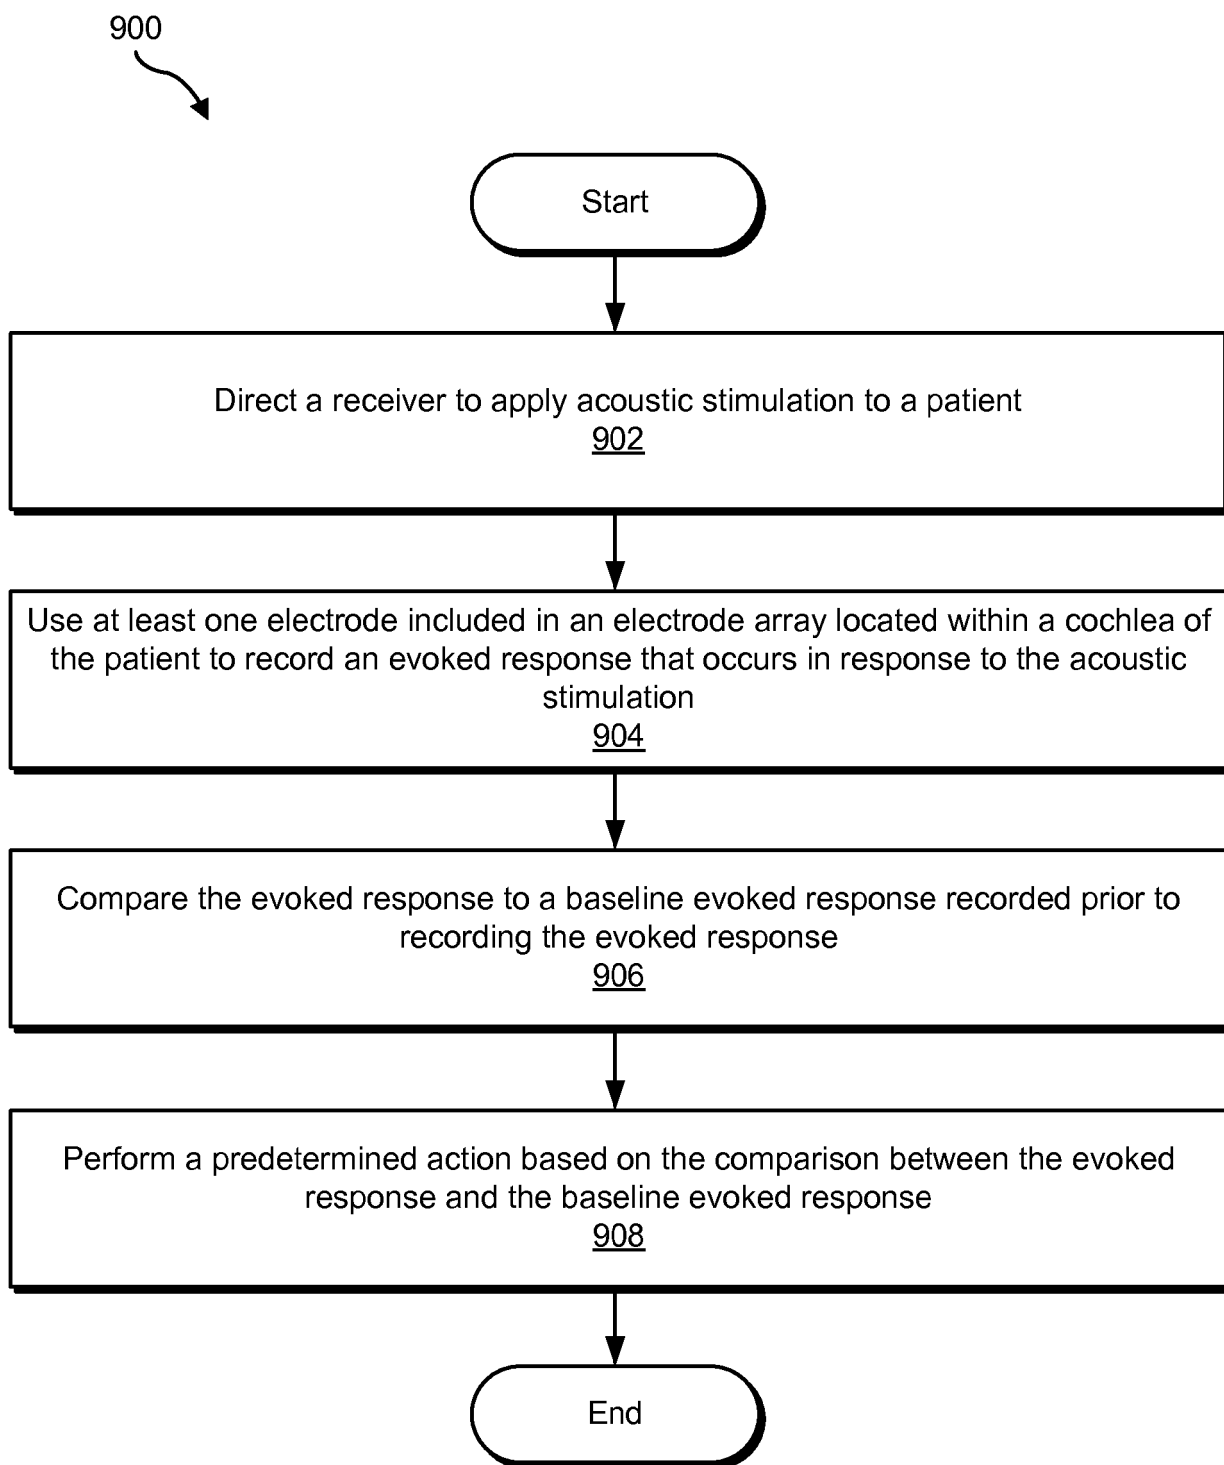 900
Start
Direct a receiver to apply acoustic stimulation to a patient
902
Use at least one electrode included in an electrode array located within a cochlea of
the patient to record an evoked response that occurs in response to the acoustic
stimulation
904
Compare the evoked response to a baseline evoked response recorded prior to
recording the evoked response
906
Perform a predetermined action based on the comparison between the evoked
response and the baseline evoked response
908
End